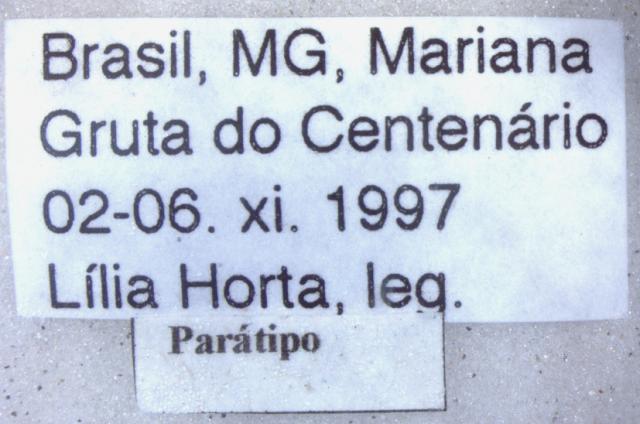 Brasil, MG, Mariana
Gruta do Centenário
02-06. xi. 1997
Lília Horta, leg.
Parátipo